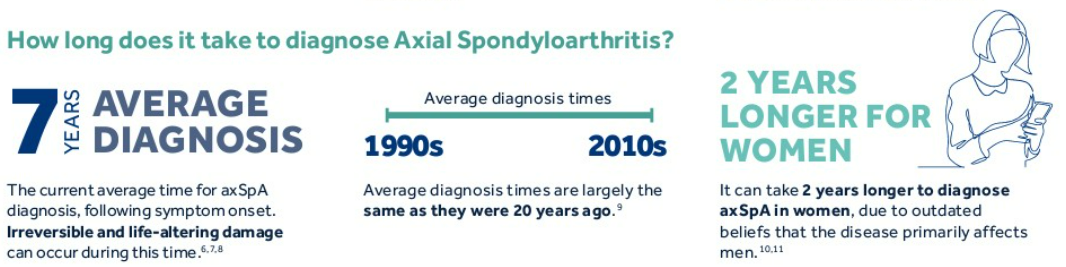 How long does it take to diagnose Axial Spondyloarthritis?
7 YEARS
AVERAGE
DIAGNOSIS
The current average time for axSpA
diagnosis, following symptom onset.
Irreversible and life-altering damage
can occur during this time.6,7,8
Average diagnosis times
1990s 2010s
Average diagnosis times are largely the
same as they were 20 years ago.9
2 YEARS
LONGER FOR
WOMEN
It can take 2 years longer to diagnose
axSpA in women, due to outdated
beliefs that the disease primarily affects
men.10,11